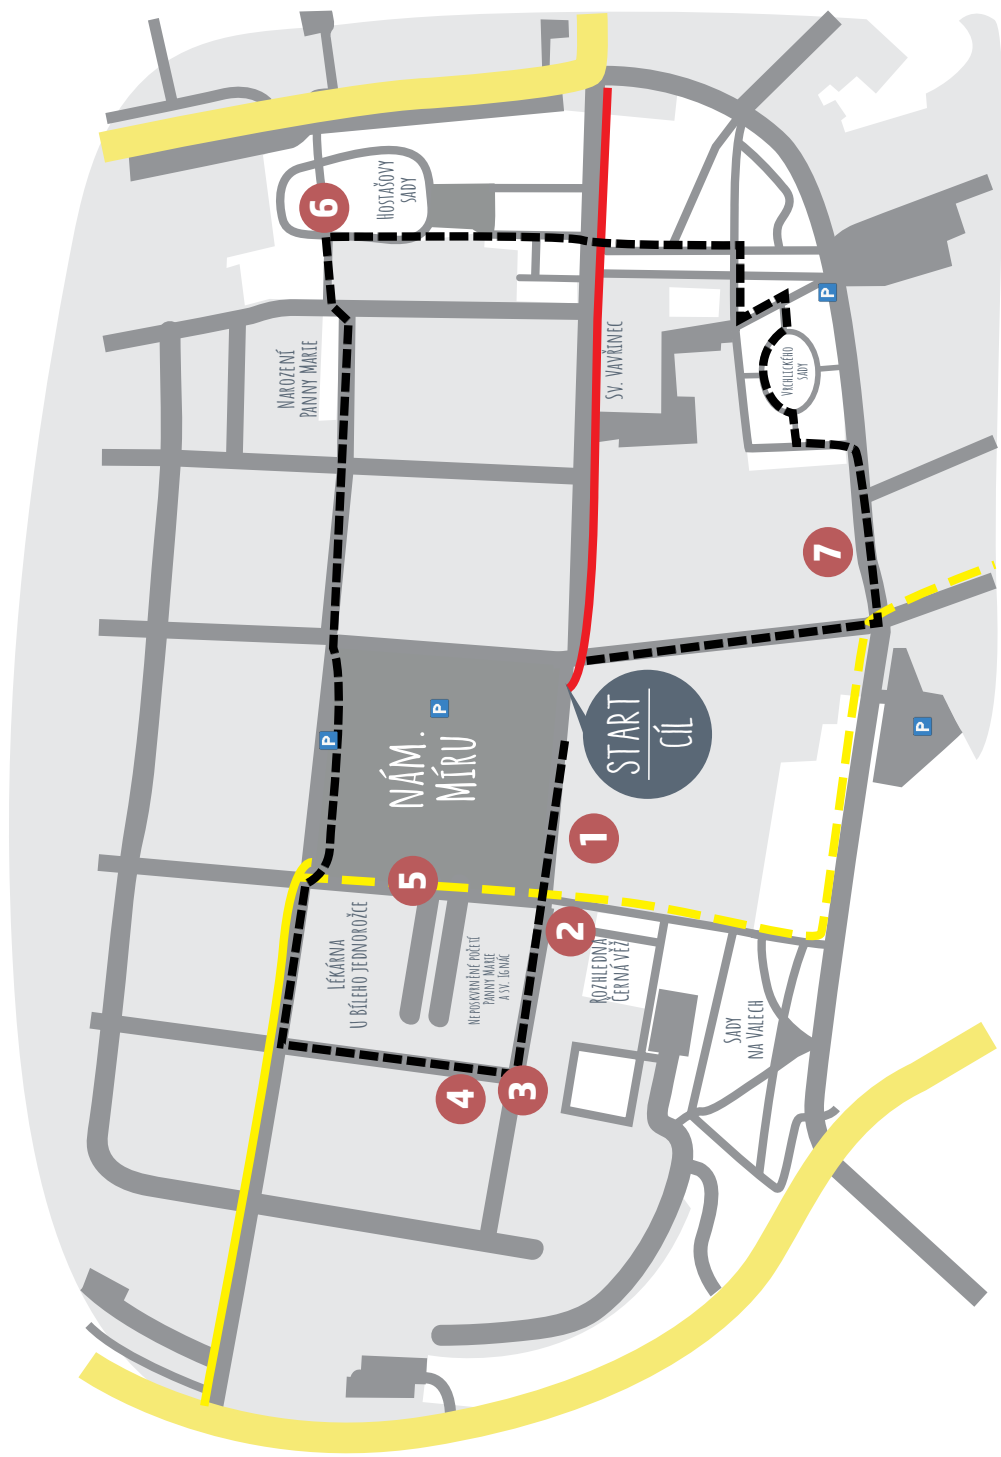 6
HOSTAŠOVY
SADY
NAROZENÍ
PANNY MARIE
SV. VAVŘINEC
P
VRCHLICKÉHO
SADY
7
P
P
NÁM.
MÍRU
START
CÍL
P
1
5
2
LÉKÁRNA
U BÍLEHO JEDNOROŽCE
NEPOSKVRNĚNÉ POČETÍ
PANNY MARIE
A SV. IGNÁC
ROZHLEDNA
ČERNÁ VĚŽ
SADY
NA VALECH
4
3